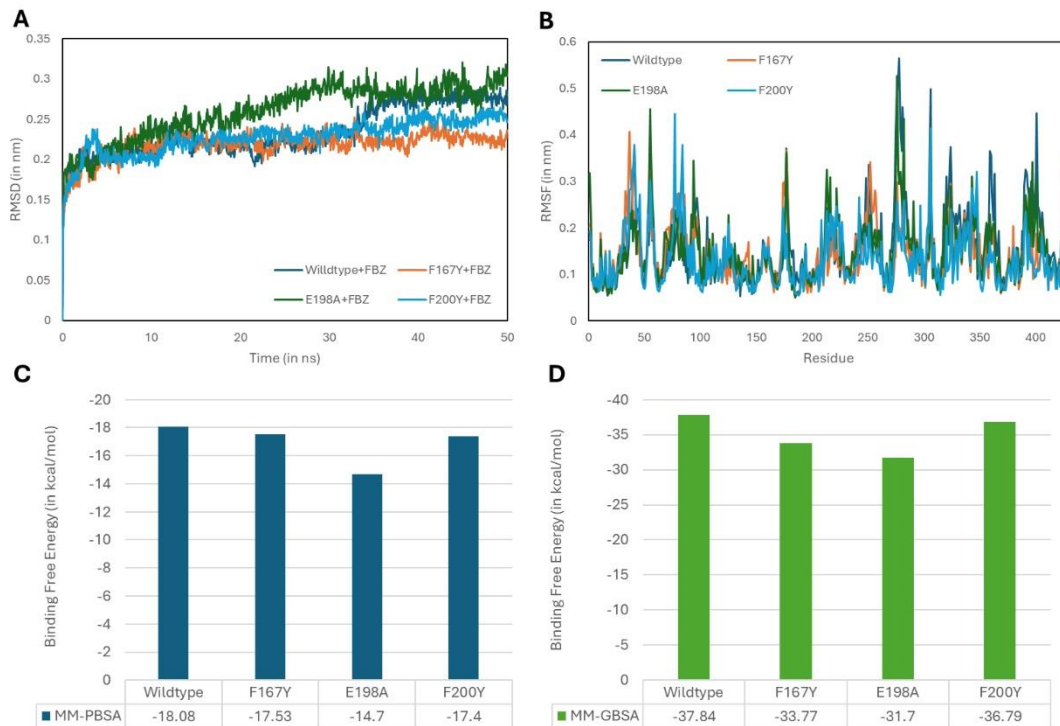 A
RMSD (in nm)
0.35
0.3
0.25
0.2
0.15
0.1
0.05
0
0 10 20 30 40 50
Time (in ns)
Willdtype+FBZ F167Y+FBZ
E198A+FBZ F200Y+FBZ
B
RMSF (in nm)
0.6
0.5
0.4
0.3
0.2
0.1
0
0 50 100 150 200 250 300 350 400
Residue
Wildtype F167Y
E198A F200Y
C
Binding Free Energy (in kcal/mol)
-20
-18
-16
-14
-12
-10
-8
-6
-4
-2
0
Wildtype F167Y E198A F200Y
MM-PBSA -18.08 -17.53 -14.7 -17.4
D
Binding Free Energy (in kcal/mol)
-40
-35
-30
-25
-20
-15
-10
-5
0
Wildtype F167Y E198A F200Y
MM-GBSA -37.84 -33.77 -31.7 -36.79